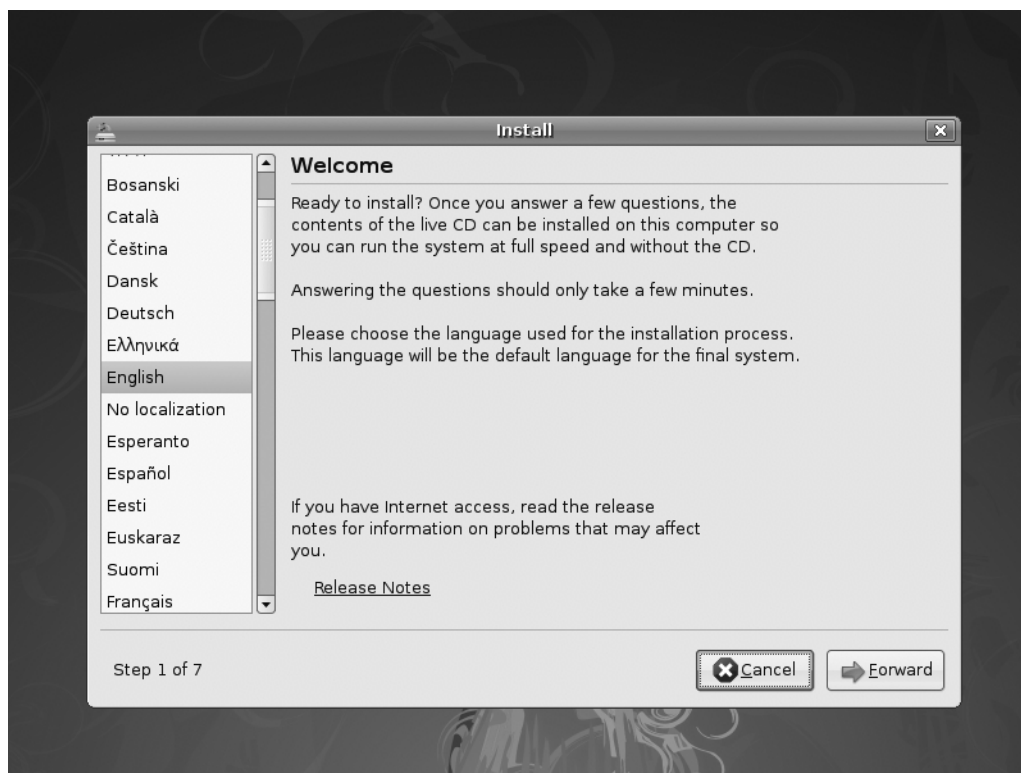 Install
Bosanski
Català
Čeština
Dansk
Deutsch
Ελληνικά
English
No localization
Esperanto
Español
Eesti
Euskaraz
Suomi
Français
Welcome
Ready to install? Once you answer a few questions, the
contents of the live CD can be installed on this computer so
you can run the system at full speed and without the CD.
Answering the questions should only take a few minutes.
Please choose the language used for the installation process.
This language will be the default language for the final system.
If you have Internet access, read the release
notes for information on problems that may affect
you.
Release Notes
Step 1 of 7
Cancel
Forward